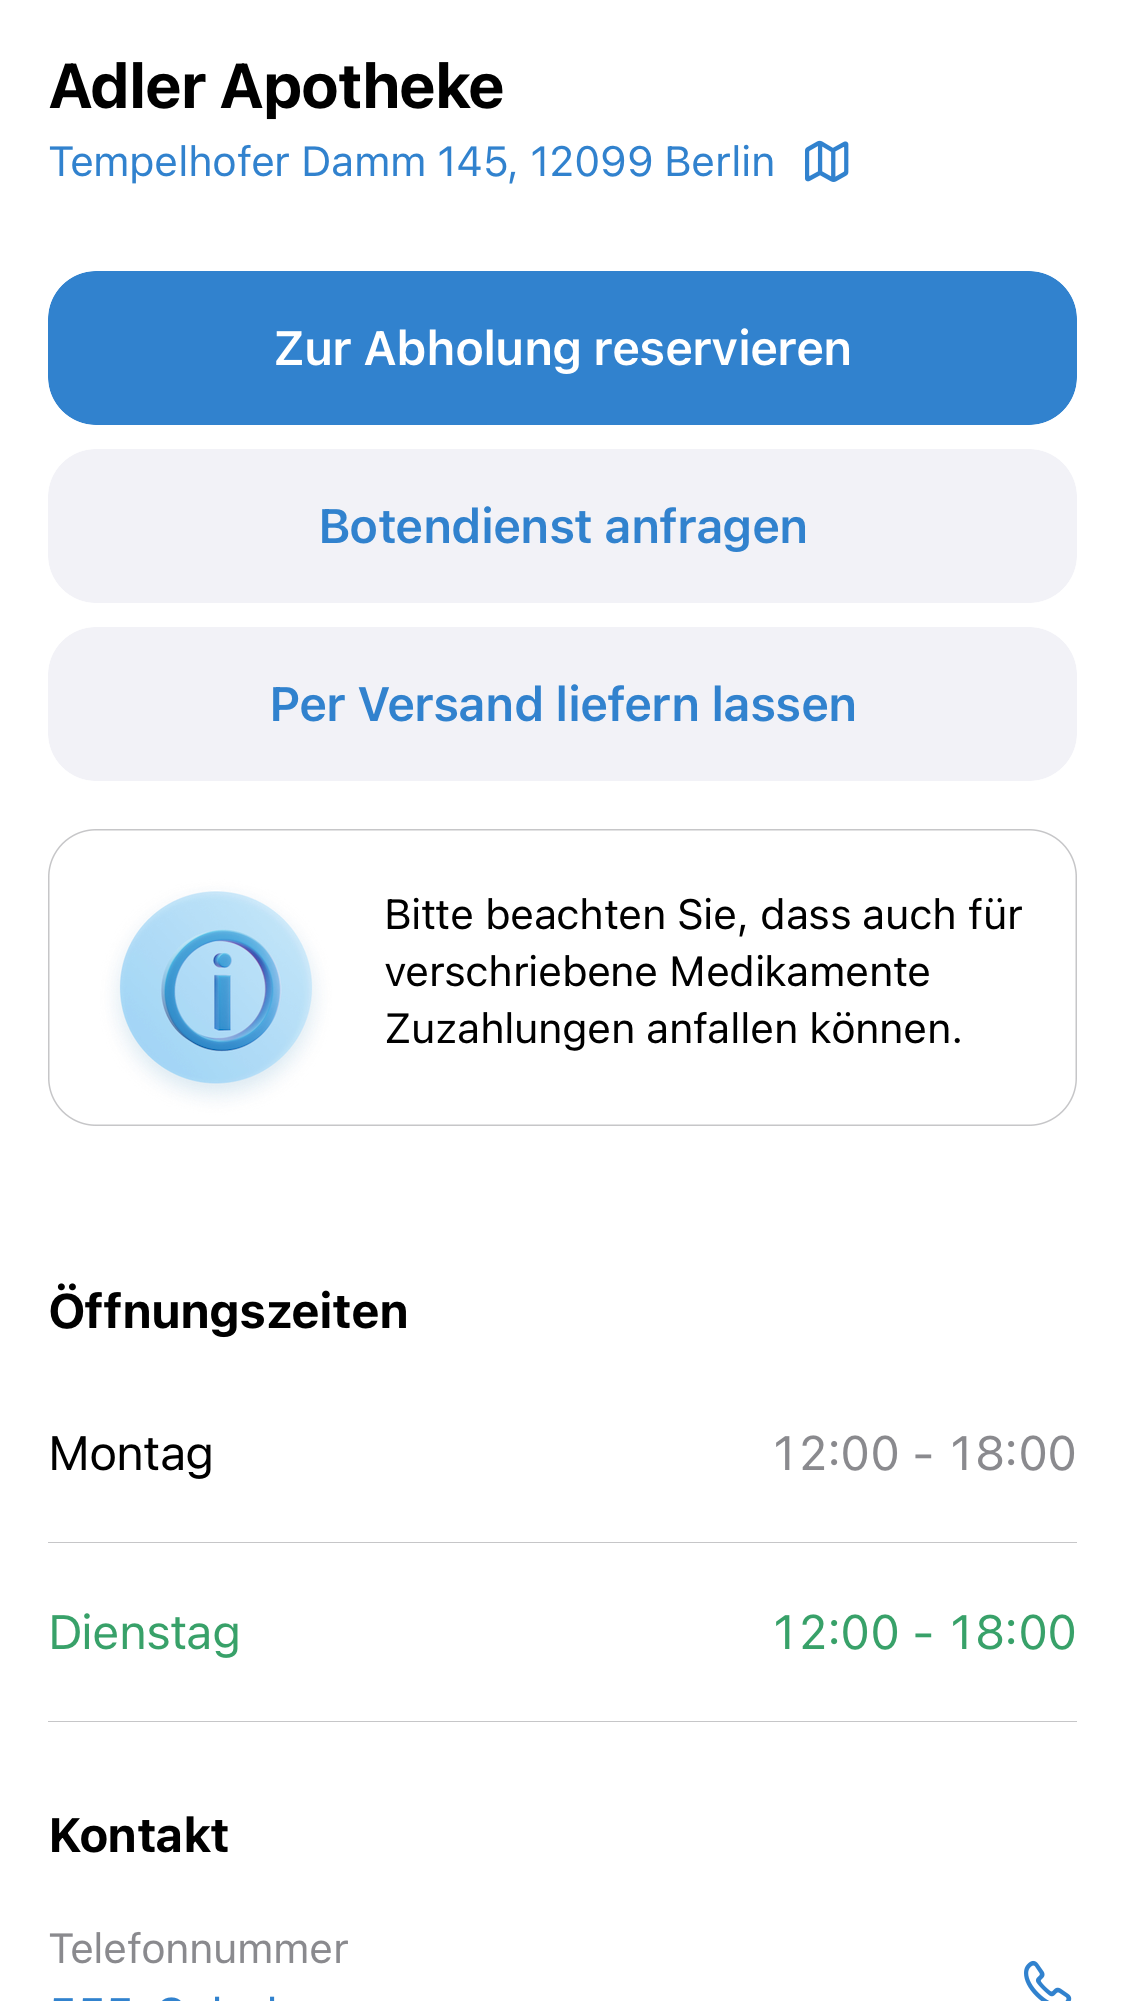 Adler Apotheke
Tempelhofer Damm 145, 12099 Berlin
Zur Abholung reservieren
Botendienst anfragen
Per Versand liefern lassen
Bitte beachten Sie, dass auch für
verschriebene Medikamente
Zuzahlungen anfallen können.
Öffnungszeiten
Montag 12:00 - 18:00
Dienstag 12:00 - 18:00
Kontakt
Telefonnummer